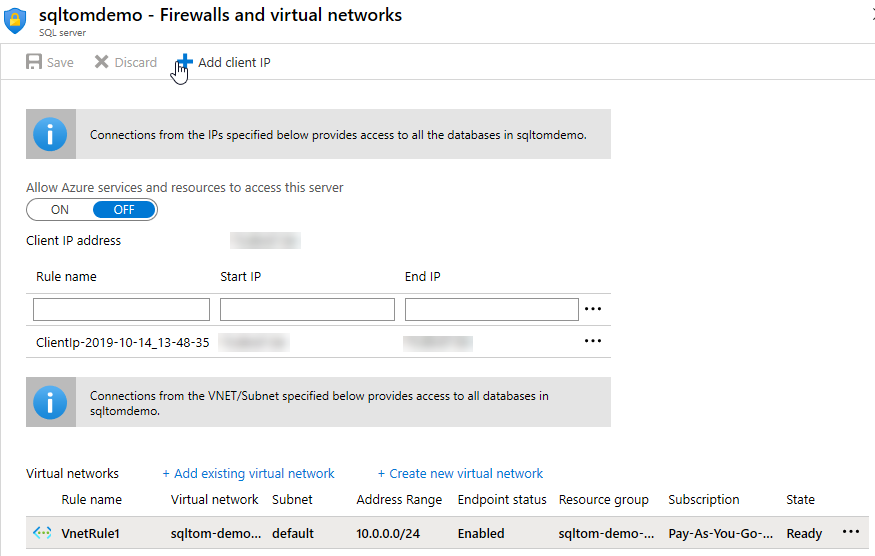 sqltomdemo - Firewalls and virtual networks
SQL server
Save Discard Add client IP
Connections from the IPs specified below provides access to all the databases in sqltomdemo.
Allow Azure services and resources to access this server
ON OFF
Client IP address
Rule name Start IP End IP
ClientIp-2019-10-14_13-48-35
Connections from the VNET/Subnet specified below provides access to all databases in
sqltomdemo.
Virtual networks + Add existing virtual network + Create new virtual network
Rule name Virtual network Subnet Address Range Endpoint status Resource group Subscription State
VnetRule1 sqltom-demo... default 10.0.0.0/24 Enabled sqltom-demo-... Pay-As-You-Go-... Ready